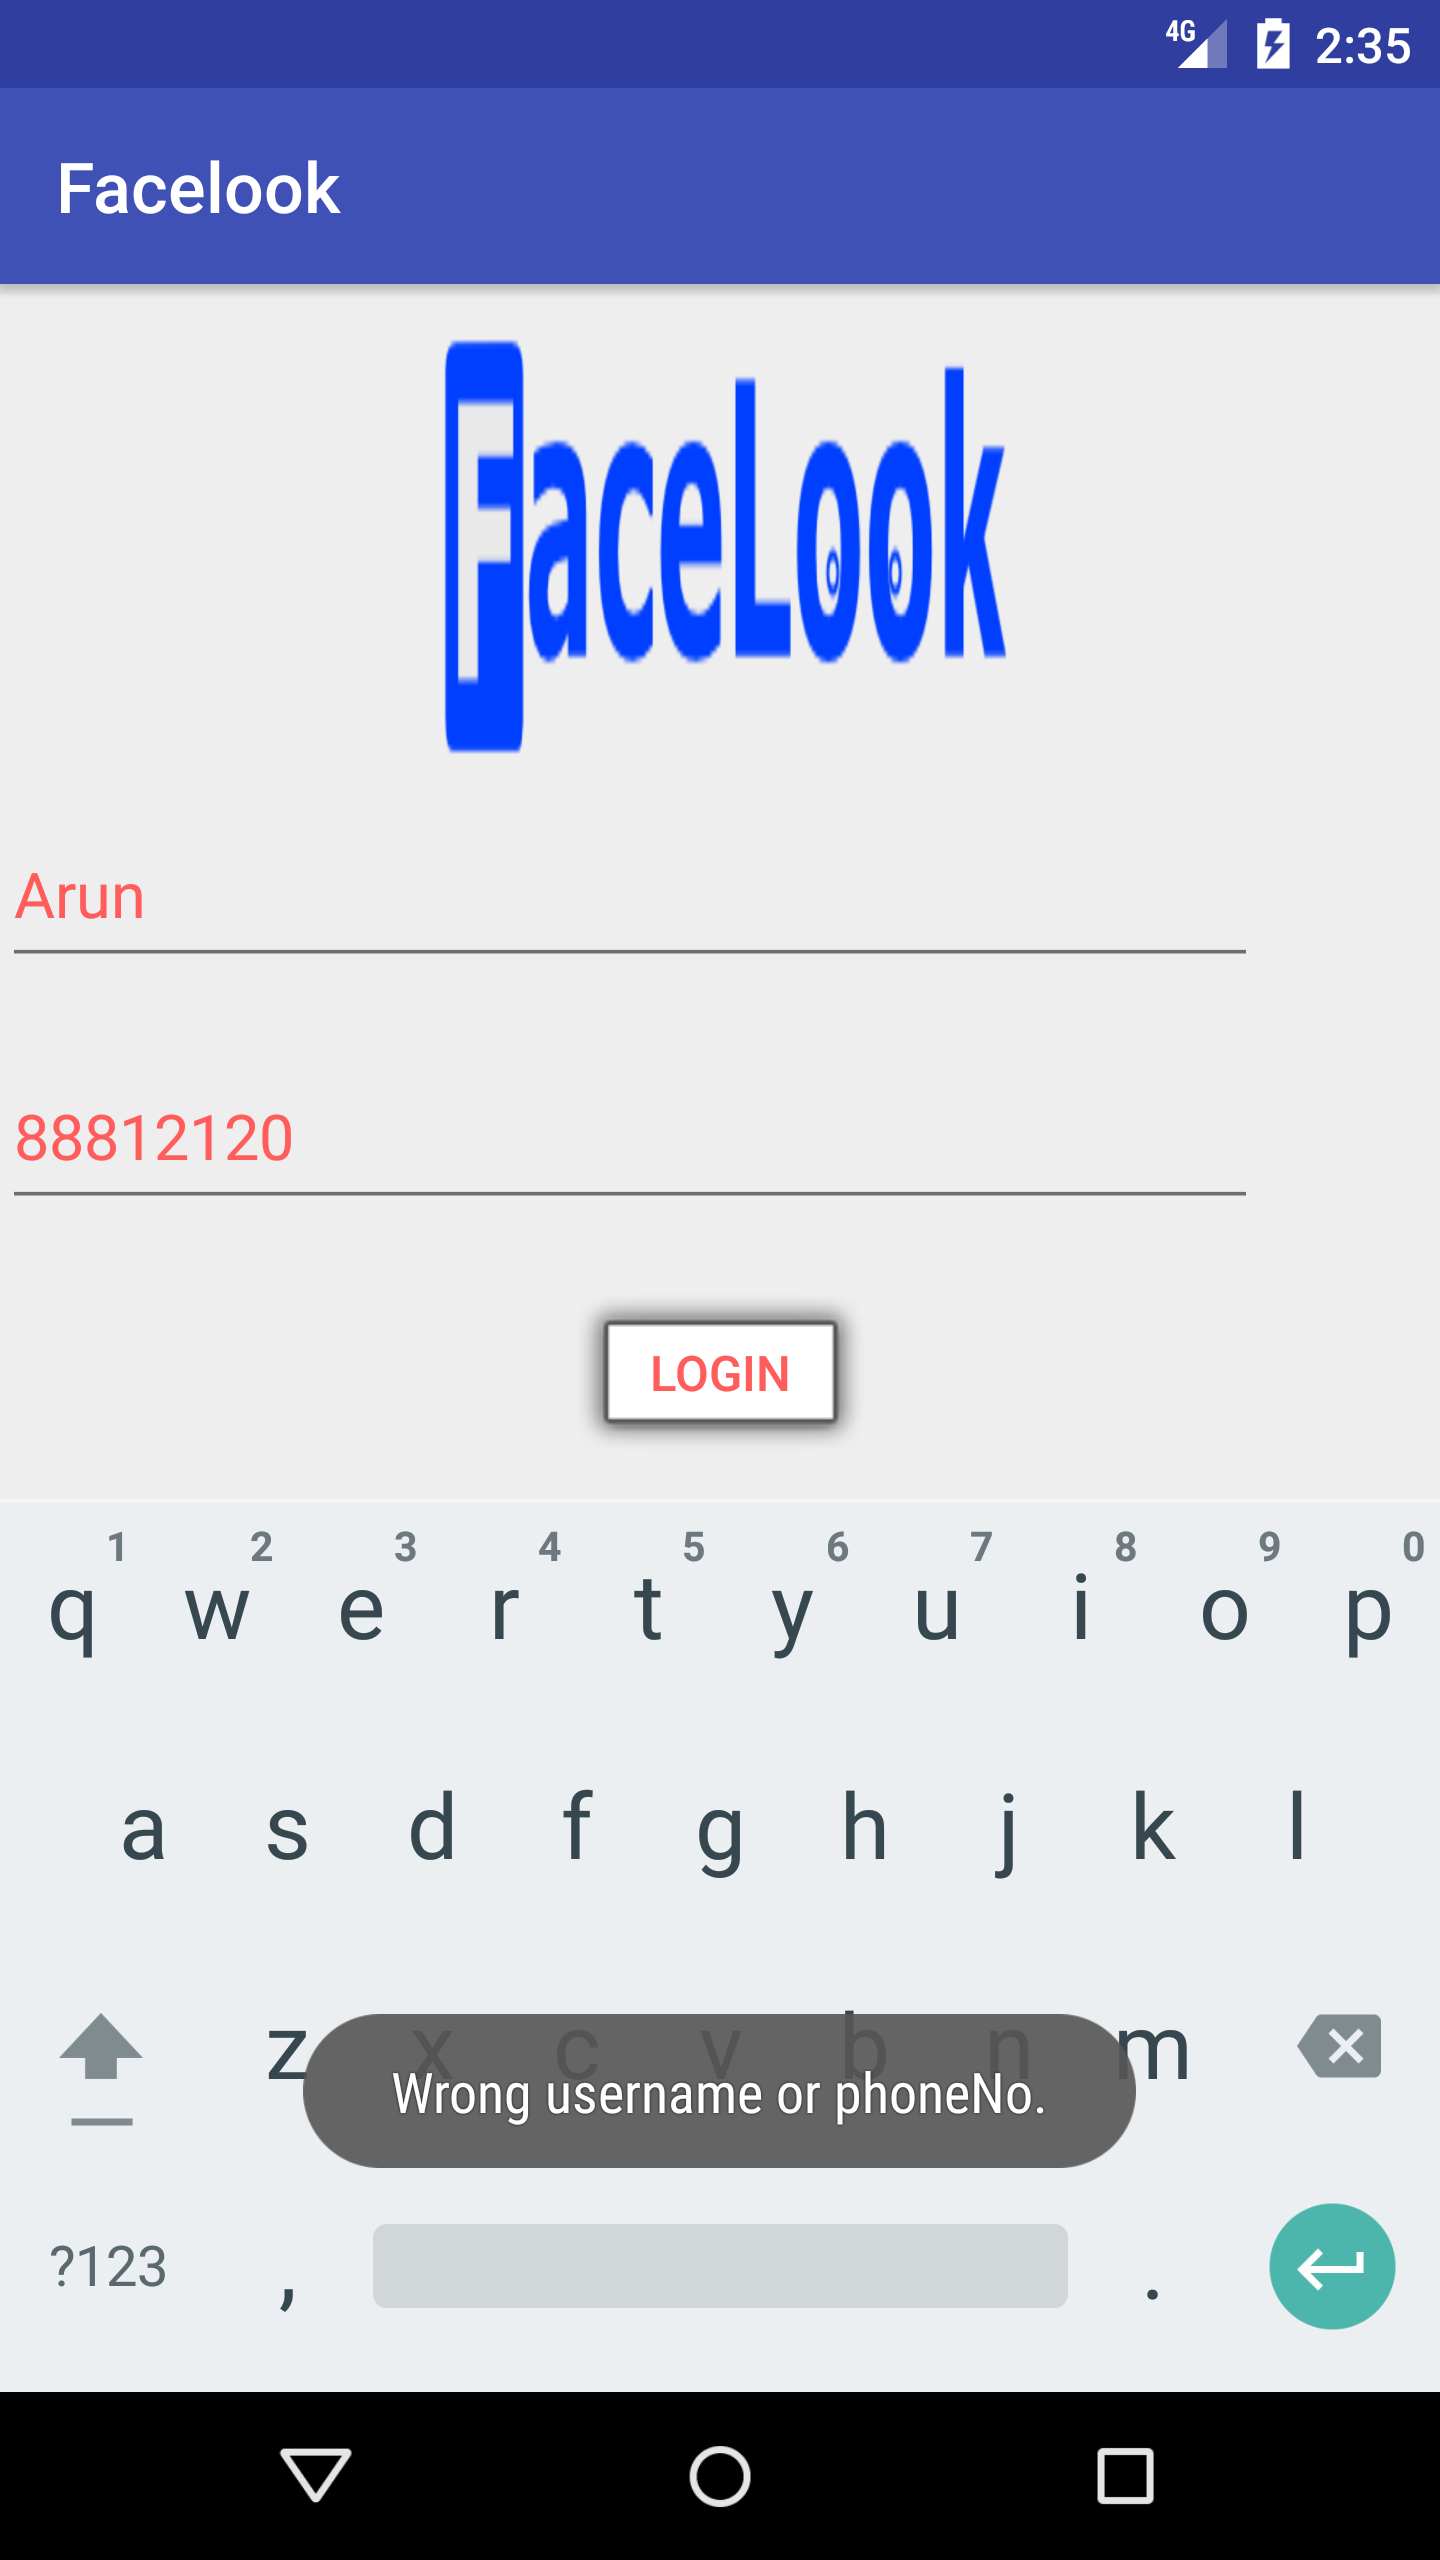 4G 2:35
Facelook
FaceLook
Arun
88812120
LOGIN
1 2 3 4 5 6 7 8 9 0
q w e r t y u i o p
a s d f g h j k l
z x c v b n m
Wrong username or phoneNo.
?123 , .